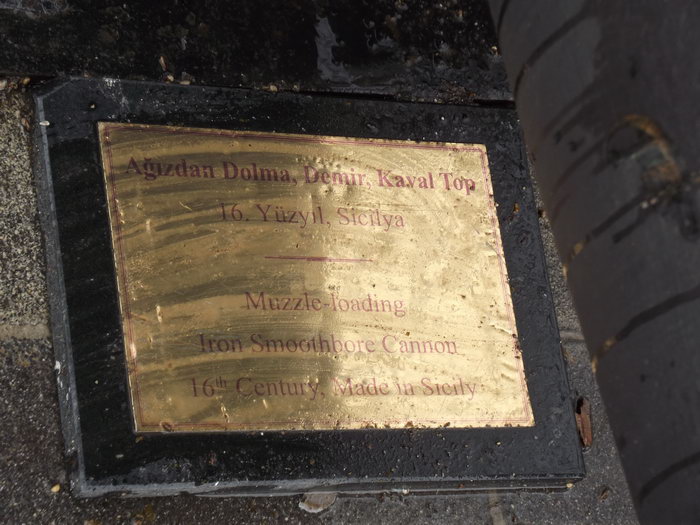 Ağızdan Dolma, Demir, Kaval Top
16. Yüzyıl, Sicilya
Muzzle-loading
Iron Smoothbore Cannon
16th Century, Made in Sicily